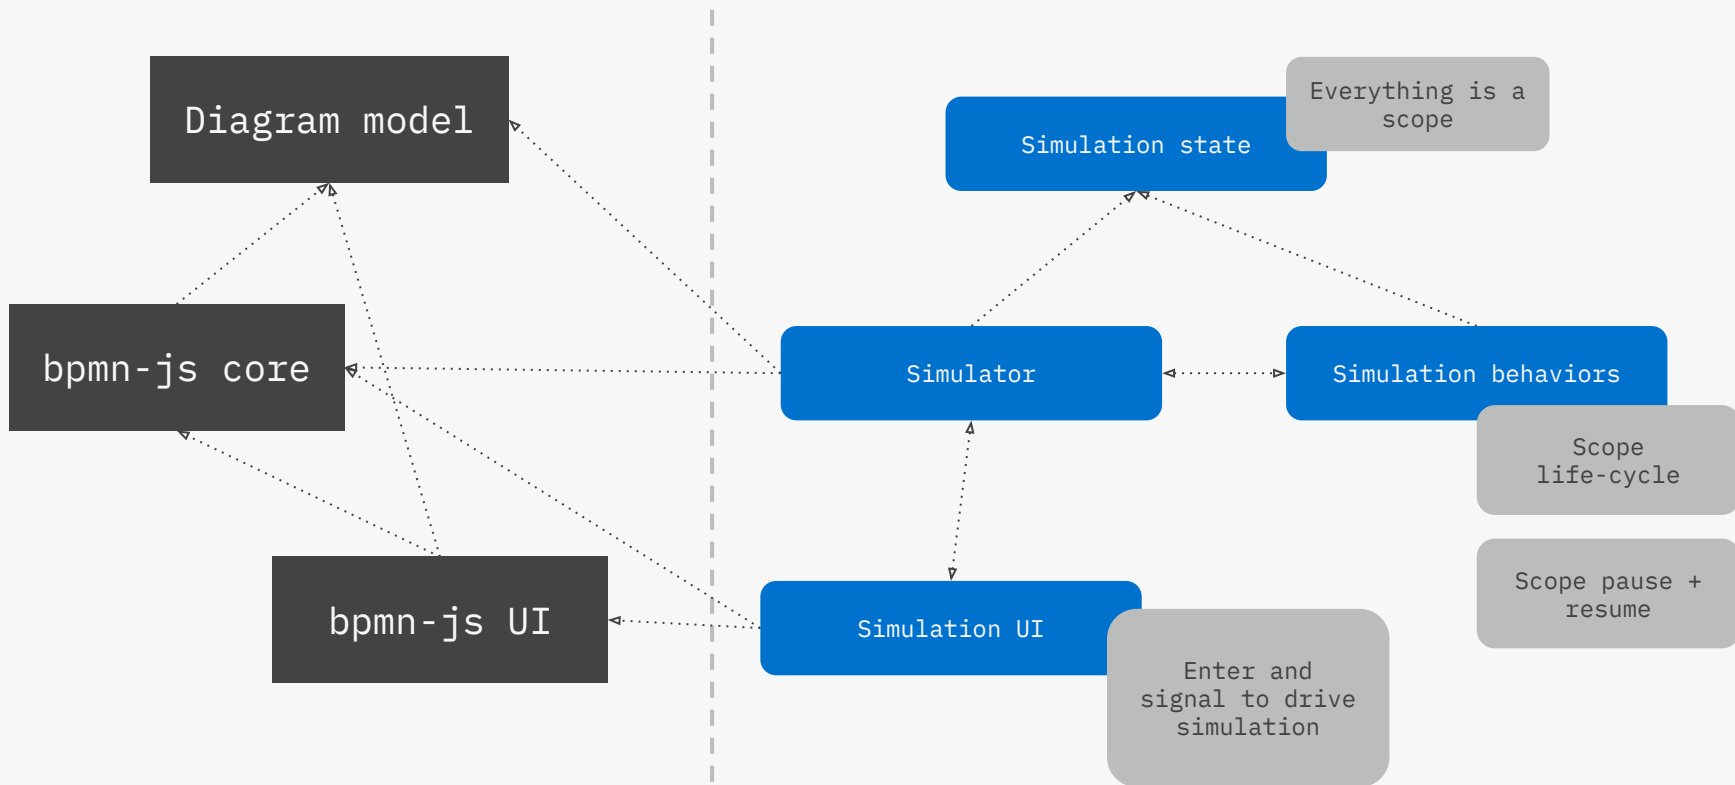 Diagram model
Everything is a
scope
Simulation state
bpmn-js core
Simulator
Simulation behaviors
Scope
life-cycle
Scope pause +
resume
bpmn-js UI
Simulation UI
Enter and
signal to drive
simulation